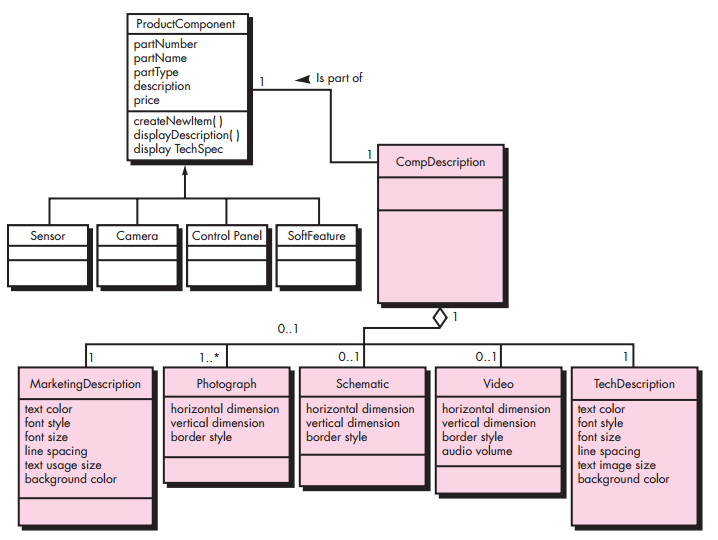 ProductComponent
partNumber
partName
partType
description
price
createNewItem( )
displayDescription( )
display TechSpec
1
Is part of
1
CompDescription
Sensor
Camera
Control Panel
SoftFeature
1
0..1
1
1..*
0..1
0..1
1
MarketingDescription
text color
font style
font size
line spacing
text usage size
background color
Photograph
horizontal dimension
vertical dimension
border style
Schematic
horizontal dimension
vertical dimension
border style
Video
horizontal dimension
vertical dimension
border style
audio volume
TechDescription
text color
font style
font size
line spacing
text image size
background color